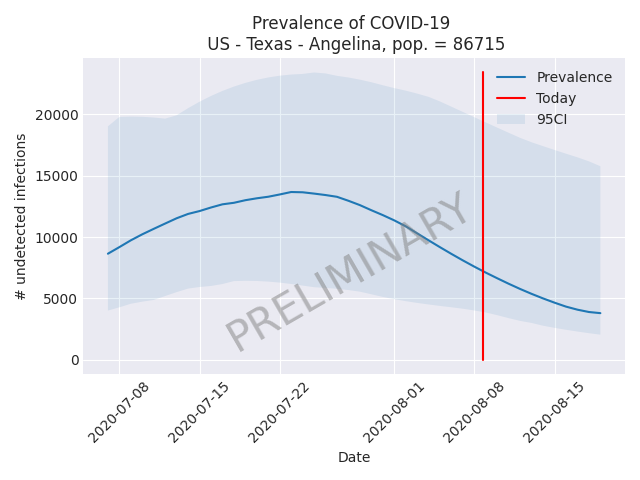 Prevalence of COVID-19
US - Texas - Angelina, pop. = 86715
Prevalence
Today
95CI
# undetected infections
20000
15000
10000
5000
0
PRELIMINARY
2020-07-08
2020-07-15
2020-07-22
2020-08-01
2020-08-08
2020-08-15
Date